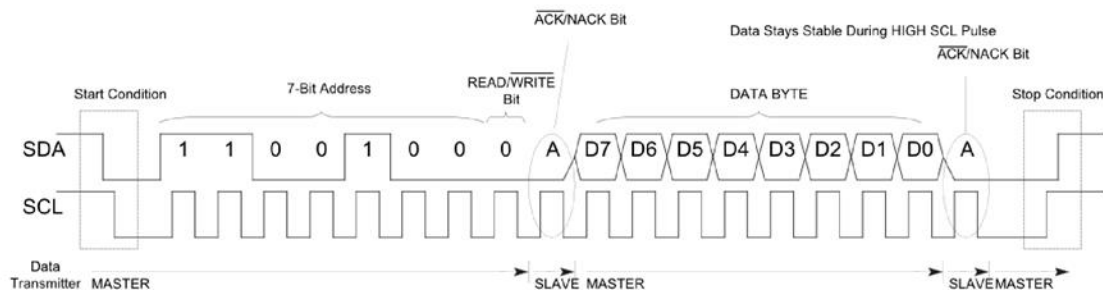 ACK/NACK Bit
Data Stays Stable During HIGH SCL Pulse
ACK/NACK Bit
Start Condition
7-Bit Address
READ/WRITE
Bit
DATA BYTE
Stop Condition
SDA 1 1 0 0 1 0 0 0 A D7 D6 D5 D4 D3 D2 D1 D0 A
SCL
Data
Transmitter MASTER SLAVE MASTER SLAVE MASTER